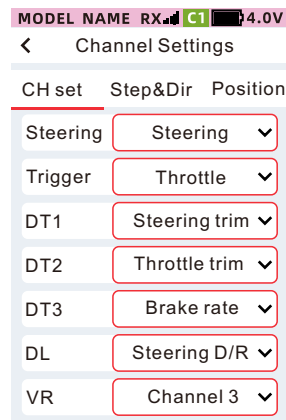 MODEL NAME RX C1 4.0V
Channel Settings
CH set Step&Dir Position
Steering Steering
Trigger Throttle
DT1 Steering trim
DT2 Throttle trim
DT3 Brake rate
DL Steering D/R
VR Channel 3